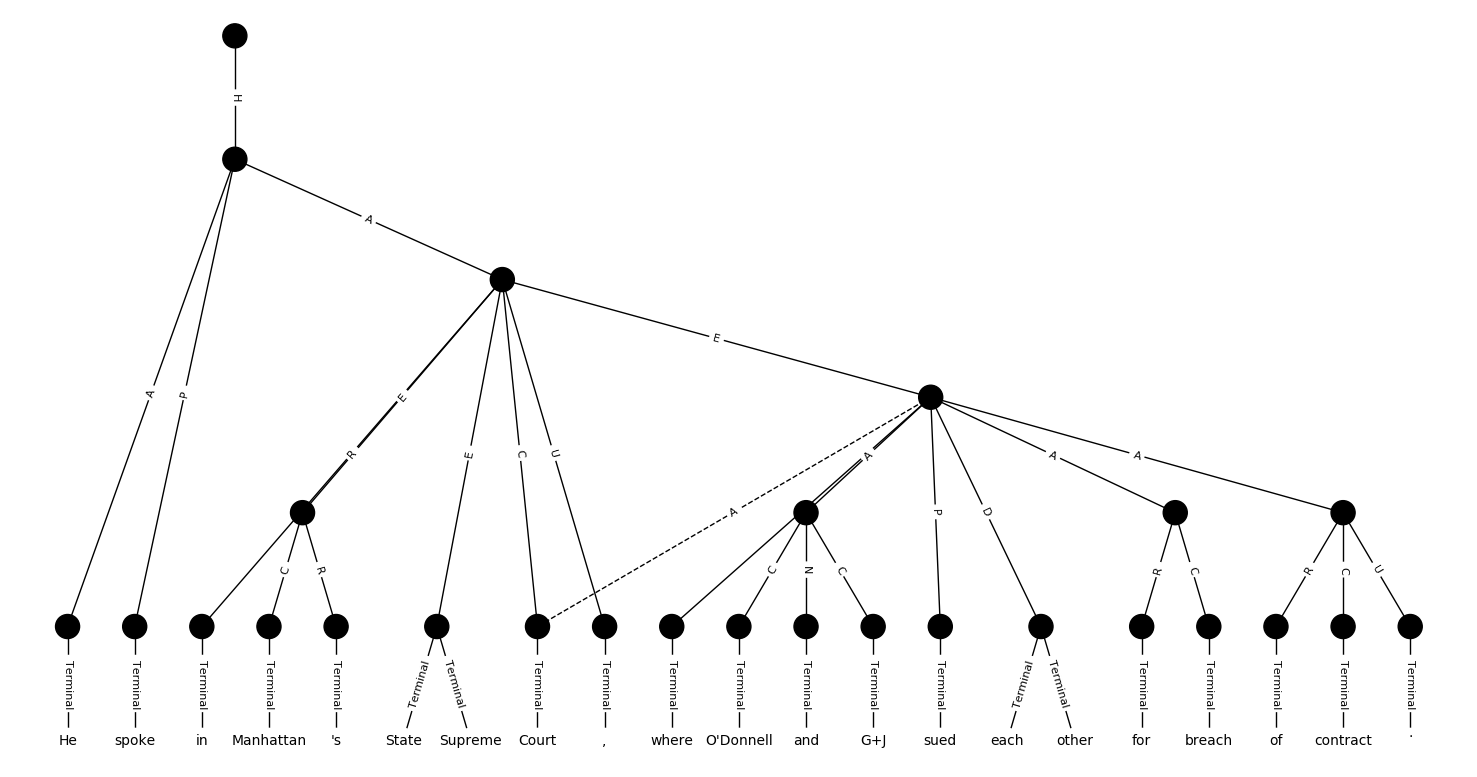 H
A
E
A
P
E
R
E
C
U
A
A
P
D
A
A
C
R
C
N
C
R
C
R
C
U
Terminal Terminal Terminal Terminal Terminal Terminal Terminal Terminal Terminal Terminal Terminal Terminal Terminal Terminal Terminal Terminal Terminal Terminal Terminal Terminal Terminal
He spoke in Manhattan 's State Supreme Court , where O'Donnell and G+J sued each other for breach of contract .